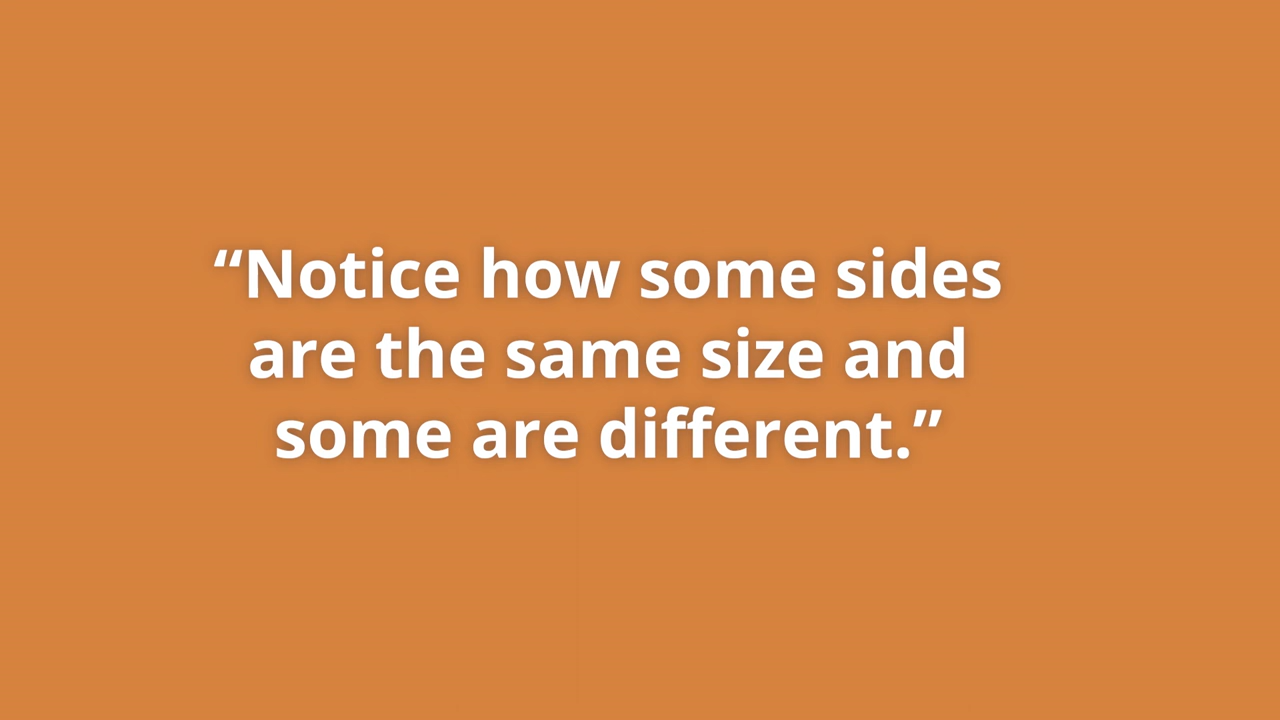 “Notice how some sides
are the same size and
some are different.”